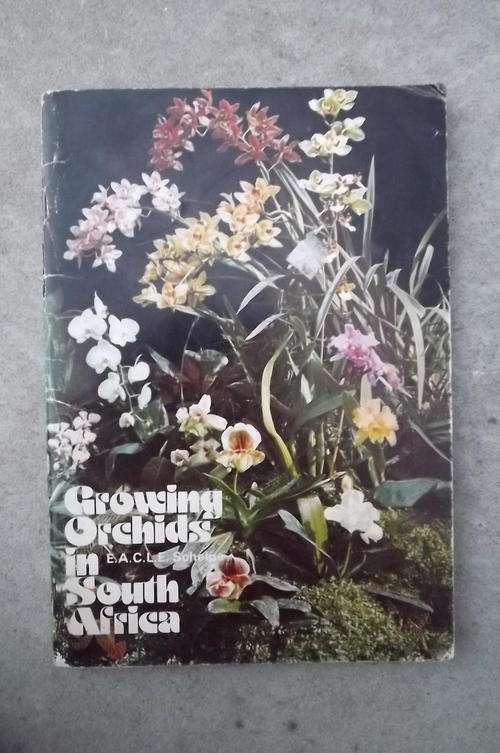 Growing
Orchids
in
E.A.C.L.E. Schelpe
South
Africa